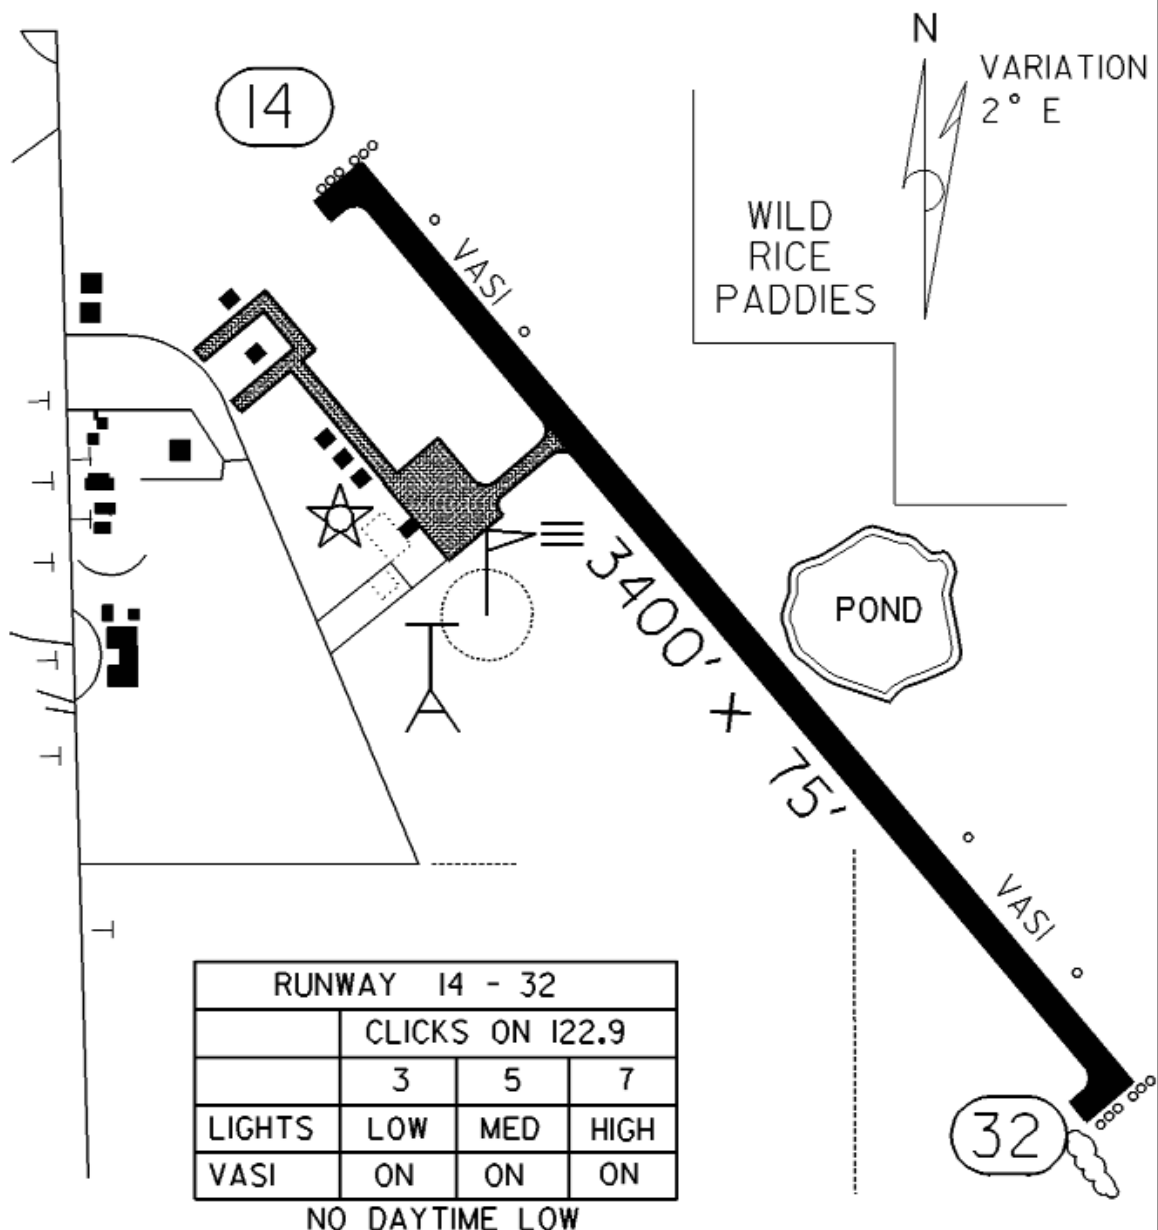 N
VARIATION
2° E
14
WILD
RICE
PADDIES
VASI
3400' x 75'
POND
VASI
RUNWAY 14 - 32
CLICKS ON 122.9
3 5 7
LIGHTS LOW MED HIGH
VASI ON ON ON
NO DAYTIME LOW
32